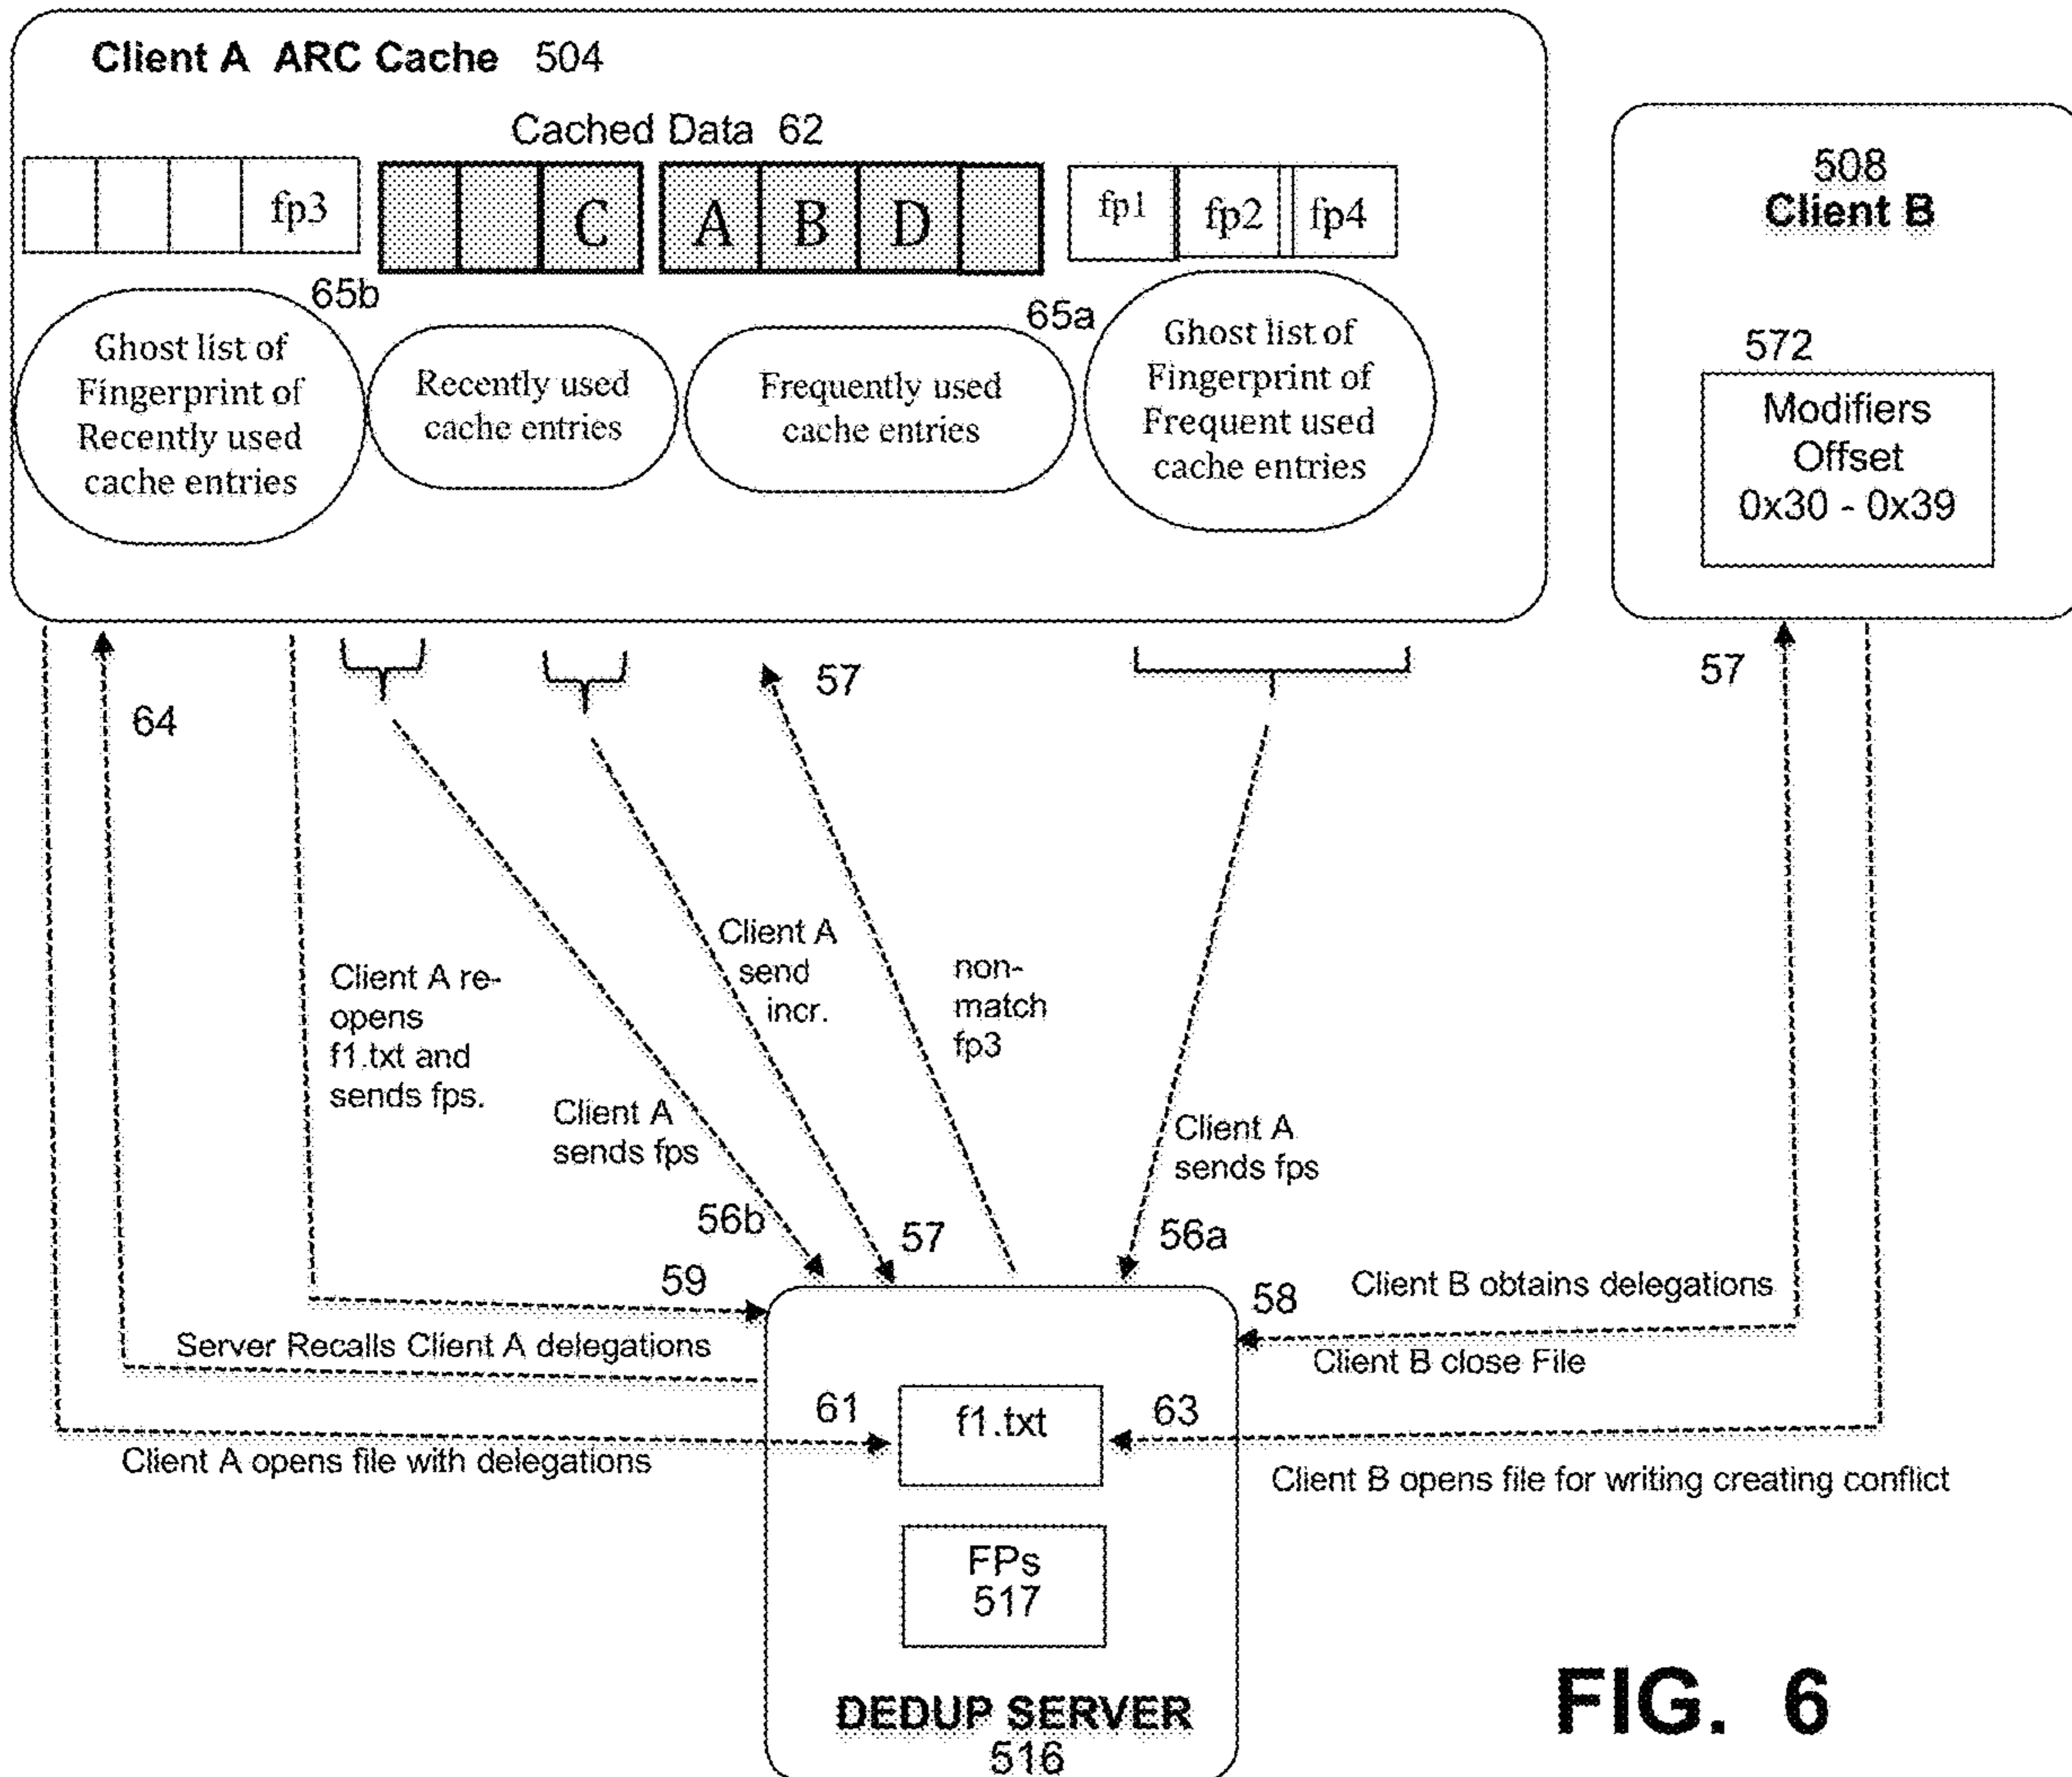 Client A ARC Cache 504
Cached Data 62
fp3
C
A
B
D
fp1
fp2
fp4
65b
65a
Ghost list of
Fingerprint of
Recently used
cache entries
Recently used
cache entries
Frequently used
cache entries
Ghost list of
Fingerprint of
Frequent used
cache entries
508
Client B
572
Modifiers
Offset
0x30 - 0x39
64
57
57
Client A re-
opens
f1.txt and
sends fps.
Client A
sends fps
Client A
send
incr.
non-
match
fp3
Client A
sends fps
56b
57
56a
59
58
Client B obtains delegations
Server Recalls Client A delegations
Client B close File
61
f1.txt
63
Client A opens file with delegations
Client B opens file for writing creating conflict
FPs
517
DEDUP SERVER
516
FIG. 6